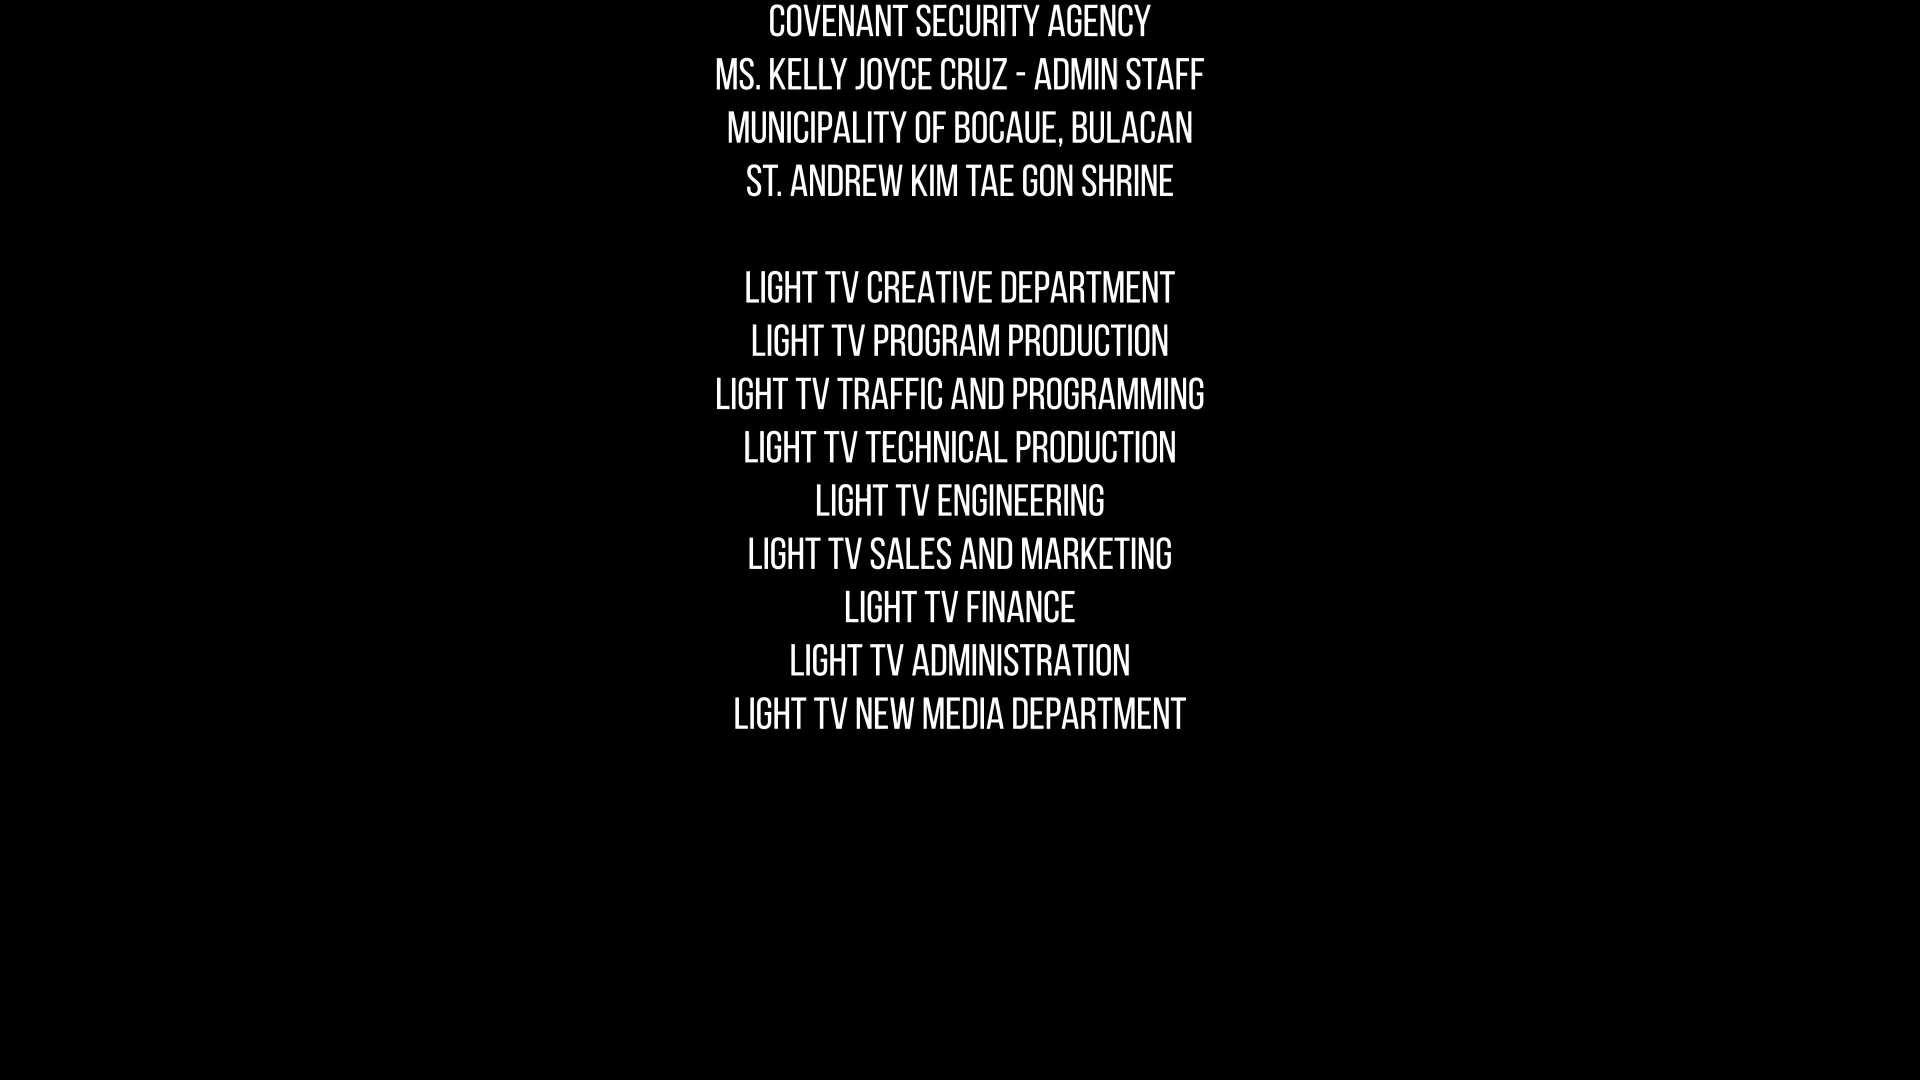 COVENANT SECURITY AGENCY
MS. KELLY JOYCE CRUZ - ADMIN STAFF
MUNICIPALITY OF BOCAUE, BULACAN
ST. ANDREW KIM TAE GON SHRINE
LIGHT TV CREATIVE DEPARTMENT
LIGHT TV PROGRAM PRODUCTION
LIGHT TV TRAFFIC AND PROGRAMMING
LIGHT TV TECHNICAL PRODUCTION
LIGHT TV ENGINEERING
LIGHT TV SALES AND MARKETING
LIGHT TV FINANCE
LIGHT TV ADMINISTRATION
LIGHT TV NEW MEDIA DEPARTMENT